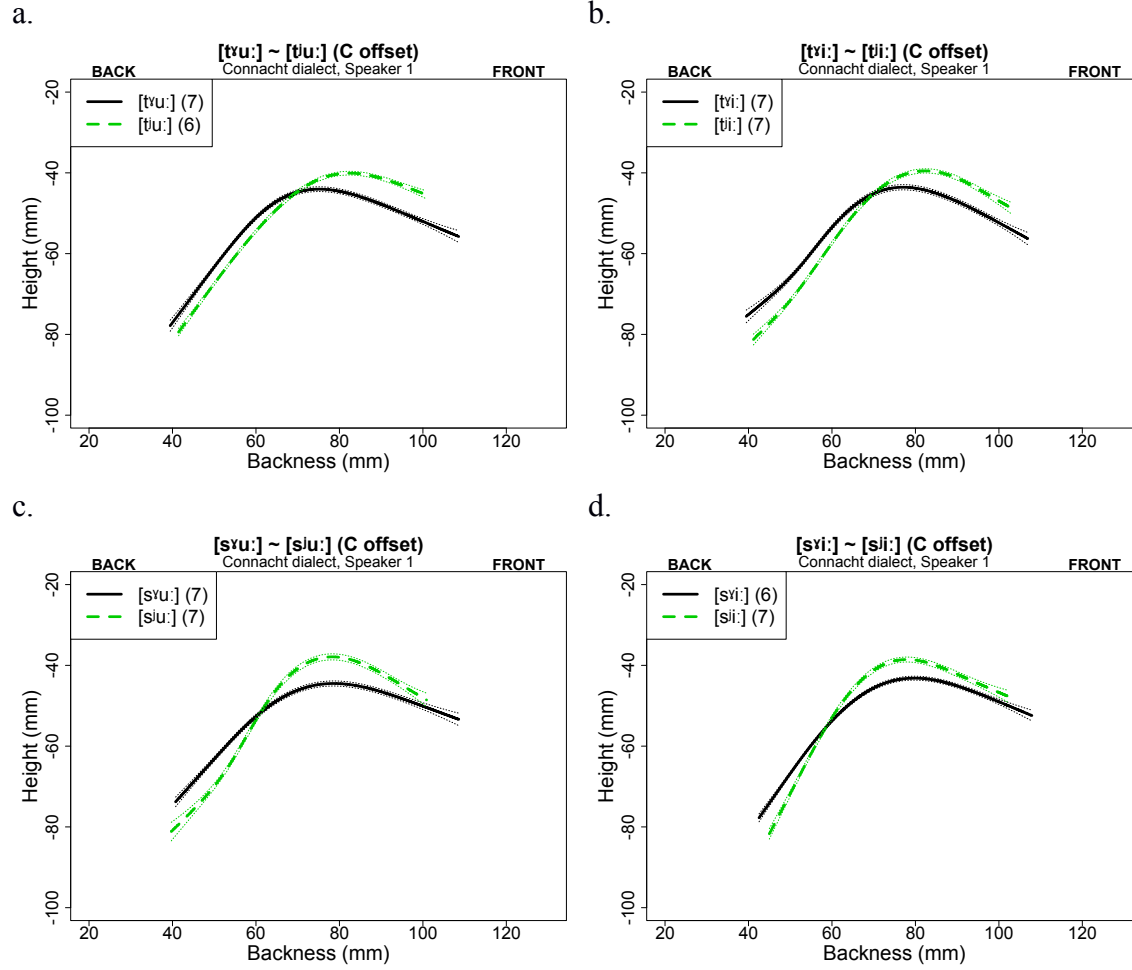 a.
[tˠuː] ~ [tʲuː] (C offset)
Connacht dialect, Speaker 1
BACK
FRONT
[tˠuː] (7)
[tʲuː] (6)
Height (mm)
-20
-40
-60
-80
-100
20 40 60 80 100 120
Backness (mm)
b.
[tˠiː] ~ [tʲiː] (C offset)
Connacht dialect, Speaker 1
BACK
FRONT
[tˠiː] (7)
[tʲiː] (7)
Height (mm)
-20
-40
-60
-80
-100
20 40 60 80 100 120
Backness (mm)
c.
[sˠuː] ~ [sʲuː] (C offset)
Connacht dialect, Speaker 1
BACK
FRONT
[sˠuː] (7)
[sʲuː] (7)
Height (mm)
-20
-40
-60
-80
-100
20 40 60 80 100 120
Backness (mm)
d.
[sˠiː] ~ [sʲiː] (C offset)
Connacht dialect, Speaker 1
BACK
FRONT
[sˠiː] (6)
[sʲiː] (7)
Height (mm)
-20
-40
-60
-80
-100
20 40 60 80 100 120
Backness (mm)